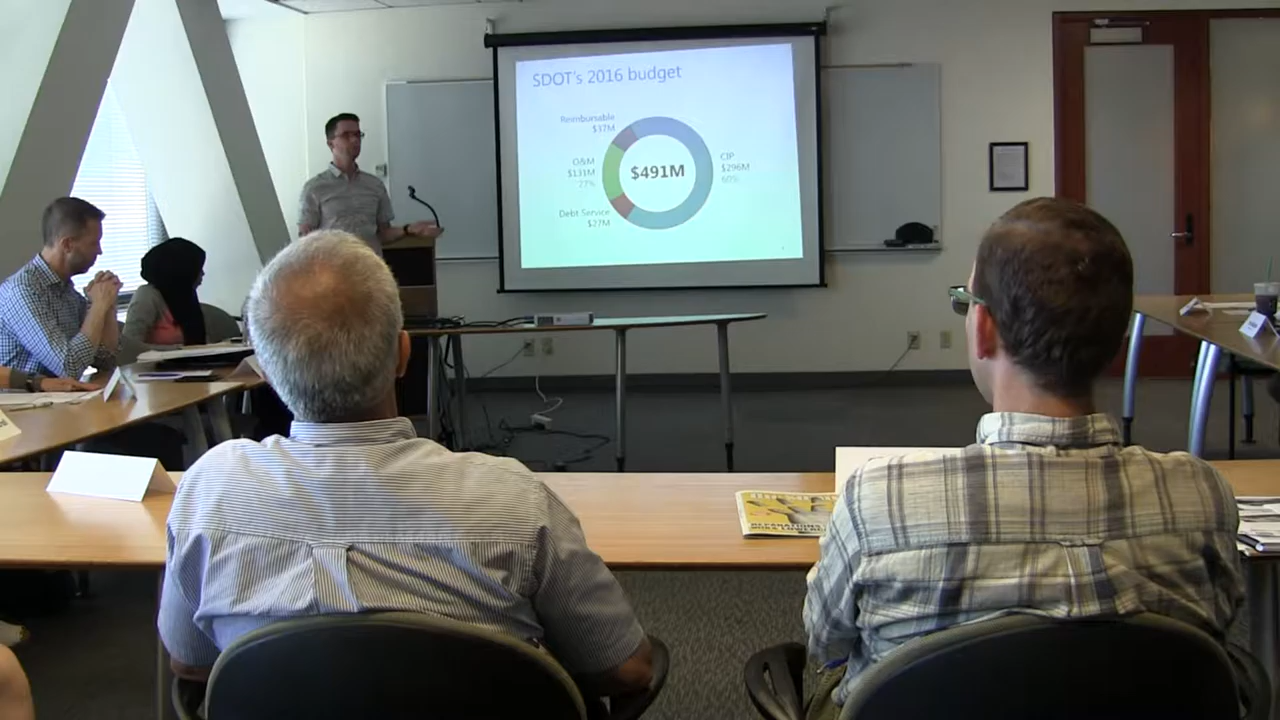 SDOT's 2016 budget
Reimbursable
$37M
O&M
$131M
27%
Debt Service
$27M
$491M
CIP
$296M
60%